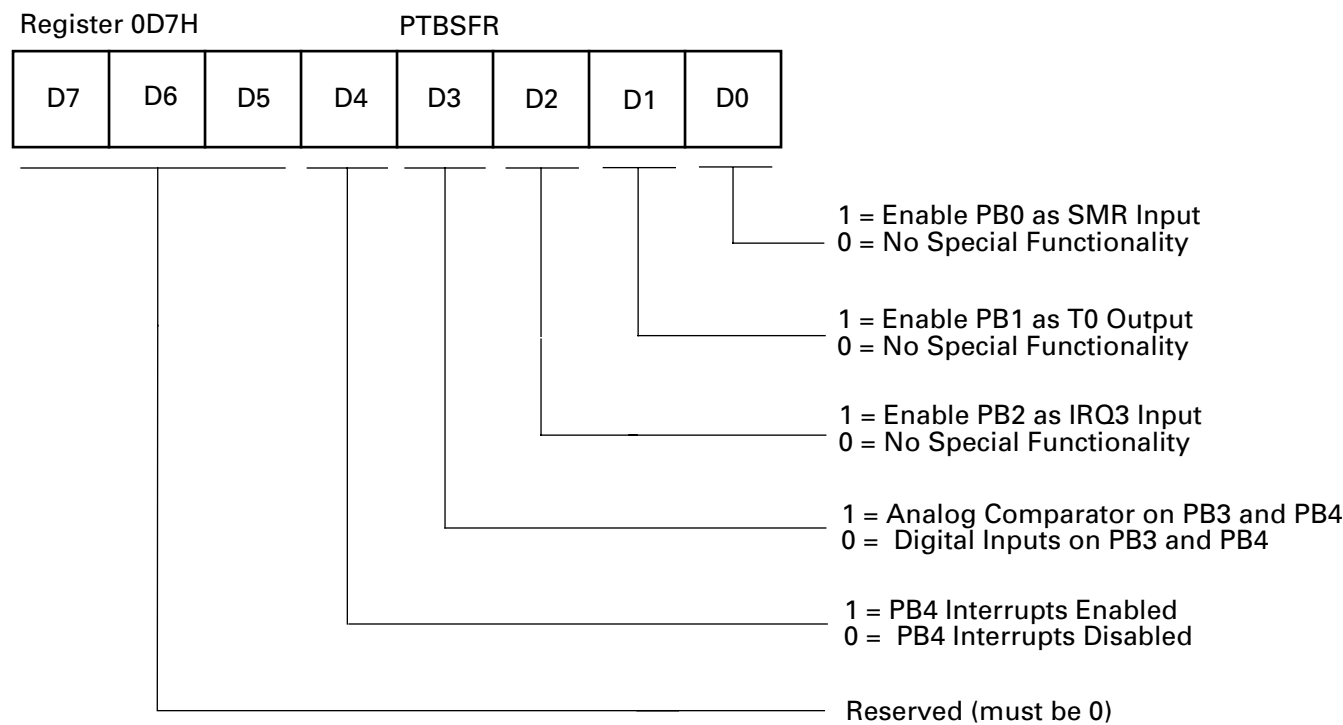 Register 0D7H PTBSFR
D7 D6 D5 D4 D3 D2 D1 D0
1 = Enable PB0 as SMR Input
0 = No Special Functionality
1 = Enable PB1 as T0 Output
0 = No Special Functionality
1 = Enable PB2 as IRQ3 Input
0 = No Special Functionality
1 = Analog Comparator on PB3 and PB4
0 = Digital Inputs on PB3 and PB4
1 = PB4 Interrupts Enabled
0 = PB4 Interrupts Disabled
Reserved (must be 0)